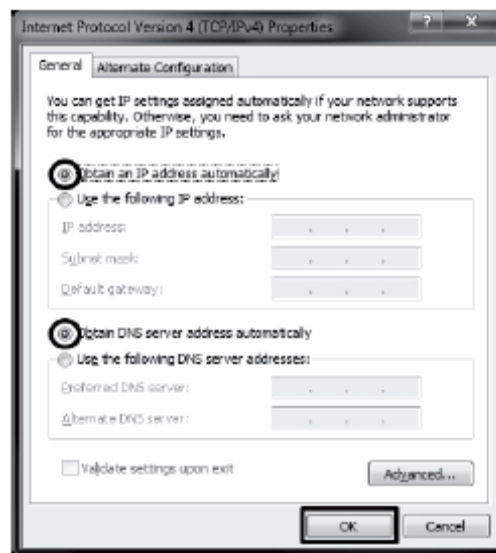 Internet Protocol Version 4 (TCP/IPv4) Properties
General
Alternate Configuration
You can get IP settings assigned automatically if your network supports
this capability. Otherwise, you need to ask your network administrator
for the appropriate IP settings.
Obtain an IP address automatically
Use the following IP address:
IP address:
Subnet mask:
Default gateway:
Obtain DNS server address automatically
Use the following DNS server addresses:
Preferred DNS server:
Alternate DNS server:
Validate settings upon exit
Advanced...
OK
Cancel